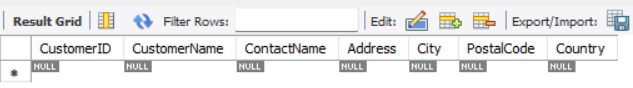 Result Grid Filter Rows: Edit: Export/Import:
CustomerID CustomerName ContactName Address City PostalCode Country
NULL NULL NULL NULL NULL NULL NULL